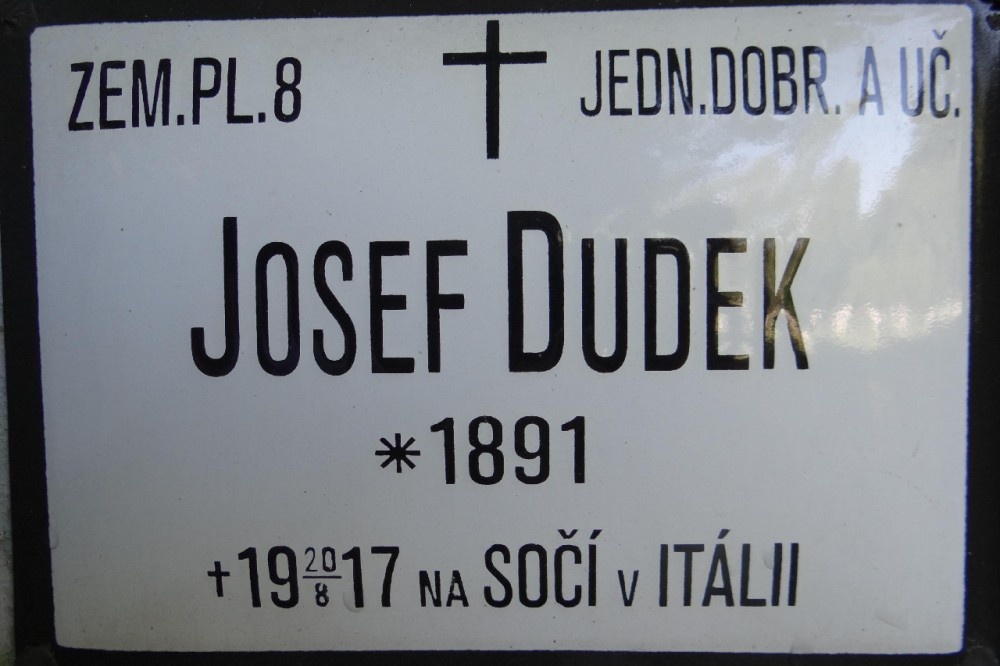 ZEM.PL.8 JEDN.DOBR. A UČ.
JOSEF DUDEK
*1891
+19 20/8 17 NA SOČÍ V ITÁLII